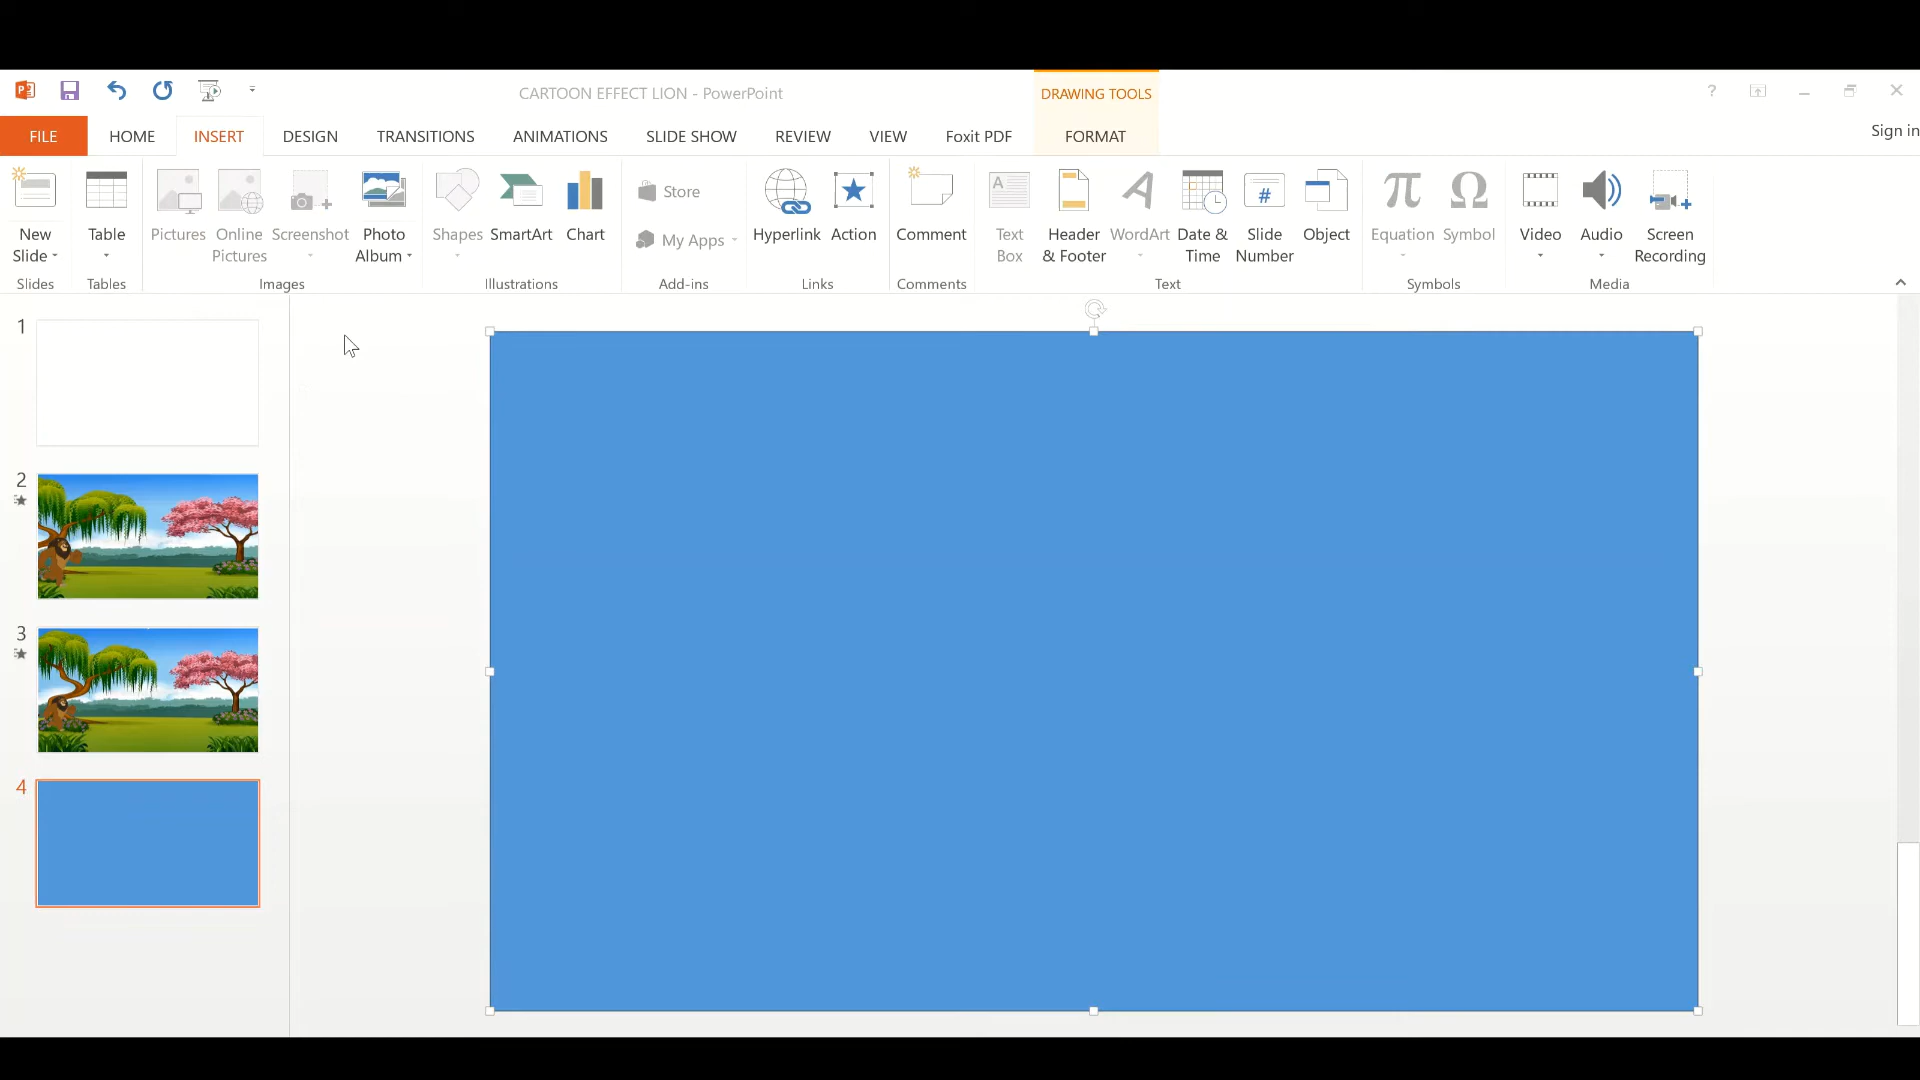 CARTOON EFFECT LION - PowerPoint
DRAWING TOOLS
?
Sign in
FILE
HOME
INSERT
DESIGN
TRANSITIONS
ANIMATIONS
SLIDE SHOW
REVIEW
VIEW
Foxit PDF
FORMAT
New
Slide
Table
Pictures
Online
Pictures
Screenshot
Photo
Album
Shapes
SmartArt
Chart
Store
My Apps
Hyperlink
Action
Comment
Text
Box
Header
& Footer
WordArt
Date &
Time
Slide
Number
Object
Equation
Symbol
Video
Audio
Screen
Recording
Slides
Tables
Images
Illustrations
Add-ins
Links
Comments
Text
Symbols
Media
1
2
3
4